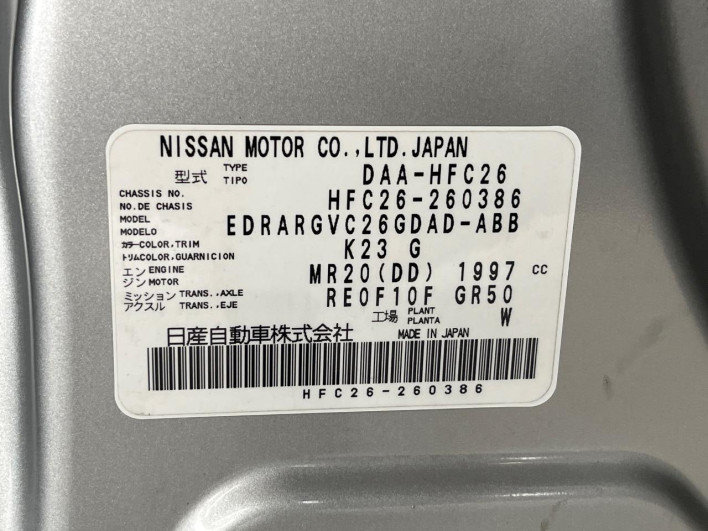 NISSAN MOTOR CO.,LTD.JAPAN
型式 TYPE TIPO DAA-HFC26
CHASSIS NO. NO.DE CHASIS HFC26-260386
MODEL MODELO EDRARGVC26GDAD-ABB
カラーCOLOR,TRIM トリムCOLOR,GUARNICION K23 G
エンジン ENGINE MOTOR MR20(DD) 1997 CC
ミッション TRANS.,AXLE アクスル TRANS.,EJE RE0F10F GR50
工場 PLANT PLANTA W
日産自動車株式会社 MADE IN JAPAN
HFC26-260386